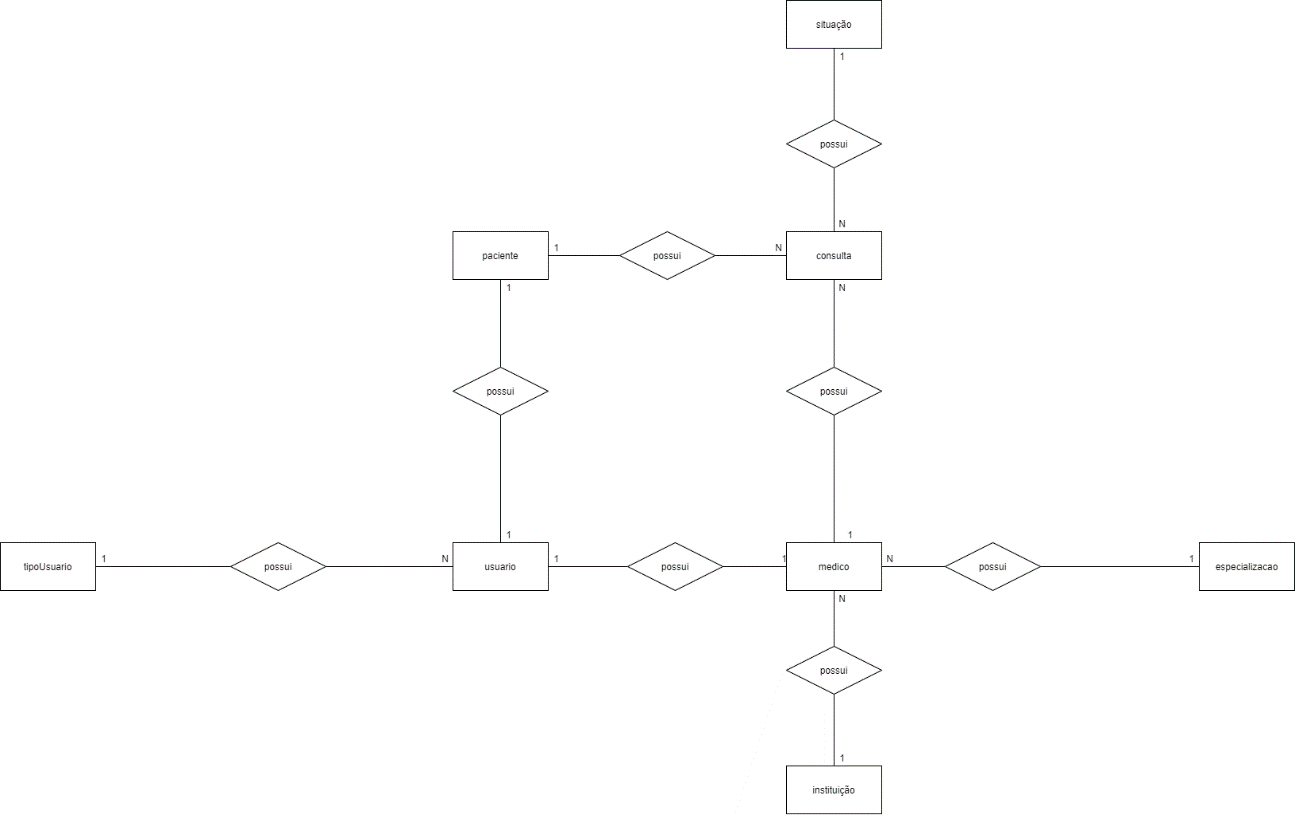 situação
1
possui
N
paciente
1
possui
N
consulta
1
N
possui
possui
1
1
tipoUsuario
1
possui
N
usuario
1
possui
1
medico
N
possui
1
especializacao
N
possui
1
instituição